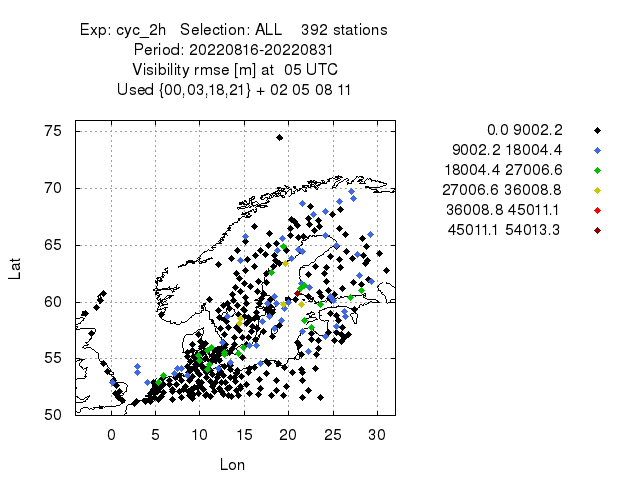 Exp: cyc_2h   Selection: ALL    392 stations
Period: 20220816-20220831
Visibility rmse [m] at  05 UTC
Used {00,03,18,21} + 02 05 08 11
0.0 9002.2
9002.2 18004.4
18004.4 27006.6
27006.6 36008.8
36008.8 45011.1
45011.1 54013.3
75
70
65
60
55
50
Lat
0 5 10 15 20 25 30
Lon